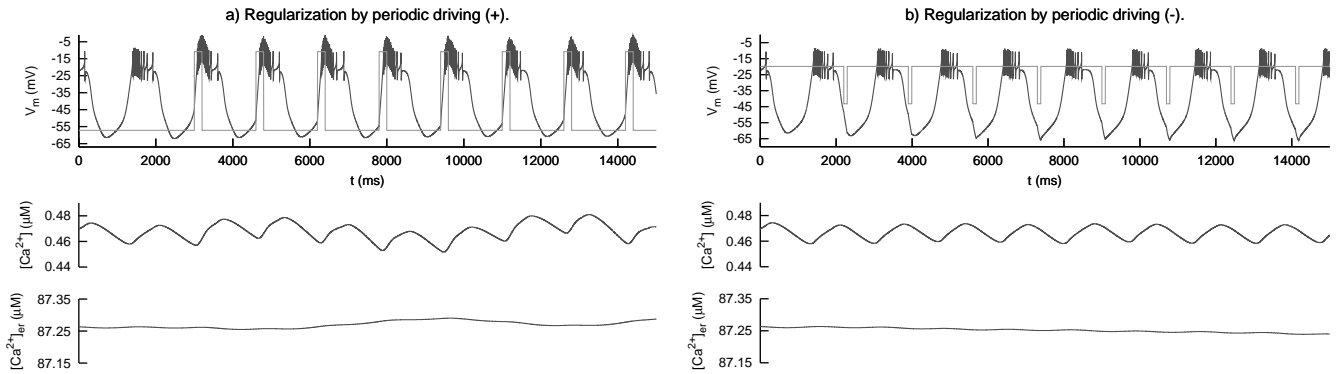 a) Regularization by periodic driving (+).
-5
-15
-25
-35
-45
-55
-65
Vm (mV)
0 2000 4000 6000 8000 10000 12000 14000
t (ms)
0.48
0.46
0.44
[Ca2+] (μM)
87.35
87.25
87.15
[Ca2+]er (μM)
b) Regularization by periodic driving (-).
-5
-15
-25
-35
-45
-55
-65
Vm (mV)
0 2000 4000 6000 8000 10000 12000 14000
t (ms)
0.48
0.46
0.44
[Ca2+] (μM)
87.35
87.25
87.15
[Ca2+]er (μM)